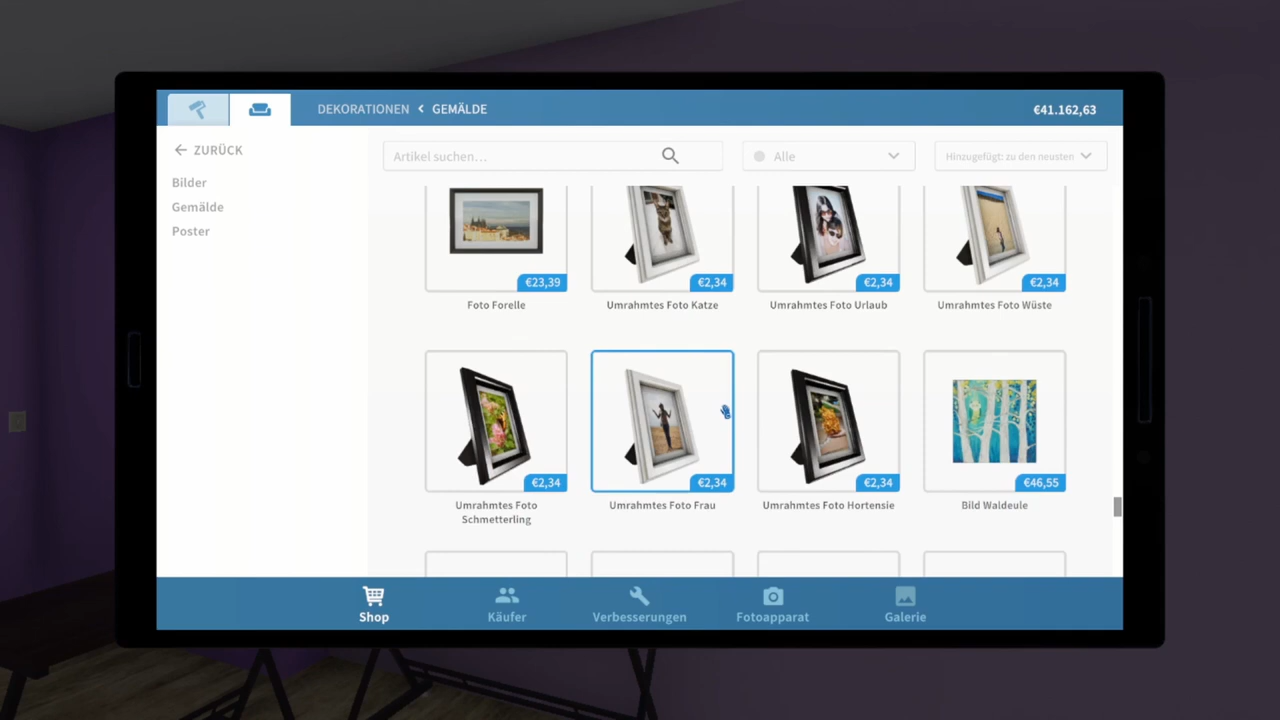 DEKORATIONEN < GEMÄLDE
€41.162,63
ZURÜCK
Bilder
Gemälde
Poster
Artikel suchen...
Alle
Hinzugefügt: zu den neusten
€23,39
€2,34
€2,34
€2,34
Foto Forelle
Umrahmtes Foto Katze
Umrahmtes Foto Urlaub
Umrahmtes Foto Wüste
€2,34
€2,34
€2,34
€46,55
Umrahmtes Foto
Schmetterling
Umrahmtes Foto Frau
Umrahmtes Foto Hortensie
Bild Waldeule
Shop
Käufer
Verbesserungen
Fotoapparat
Galerie